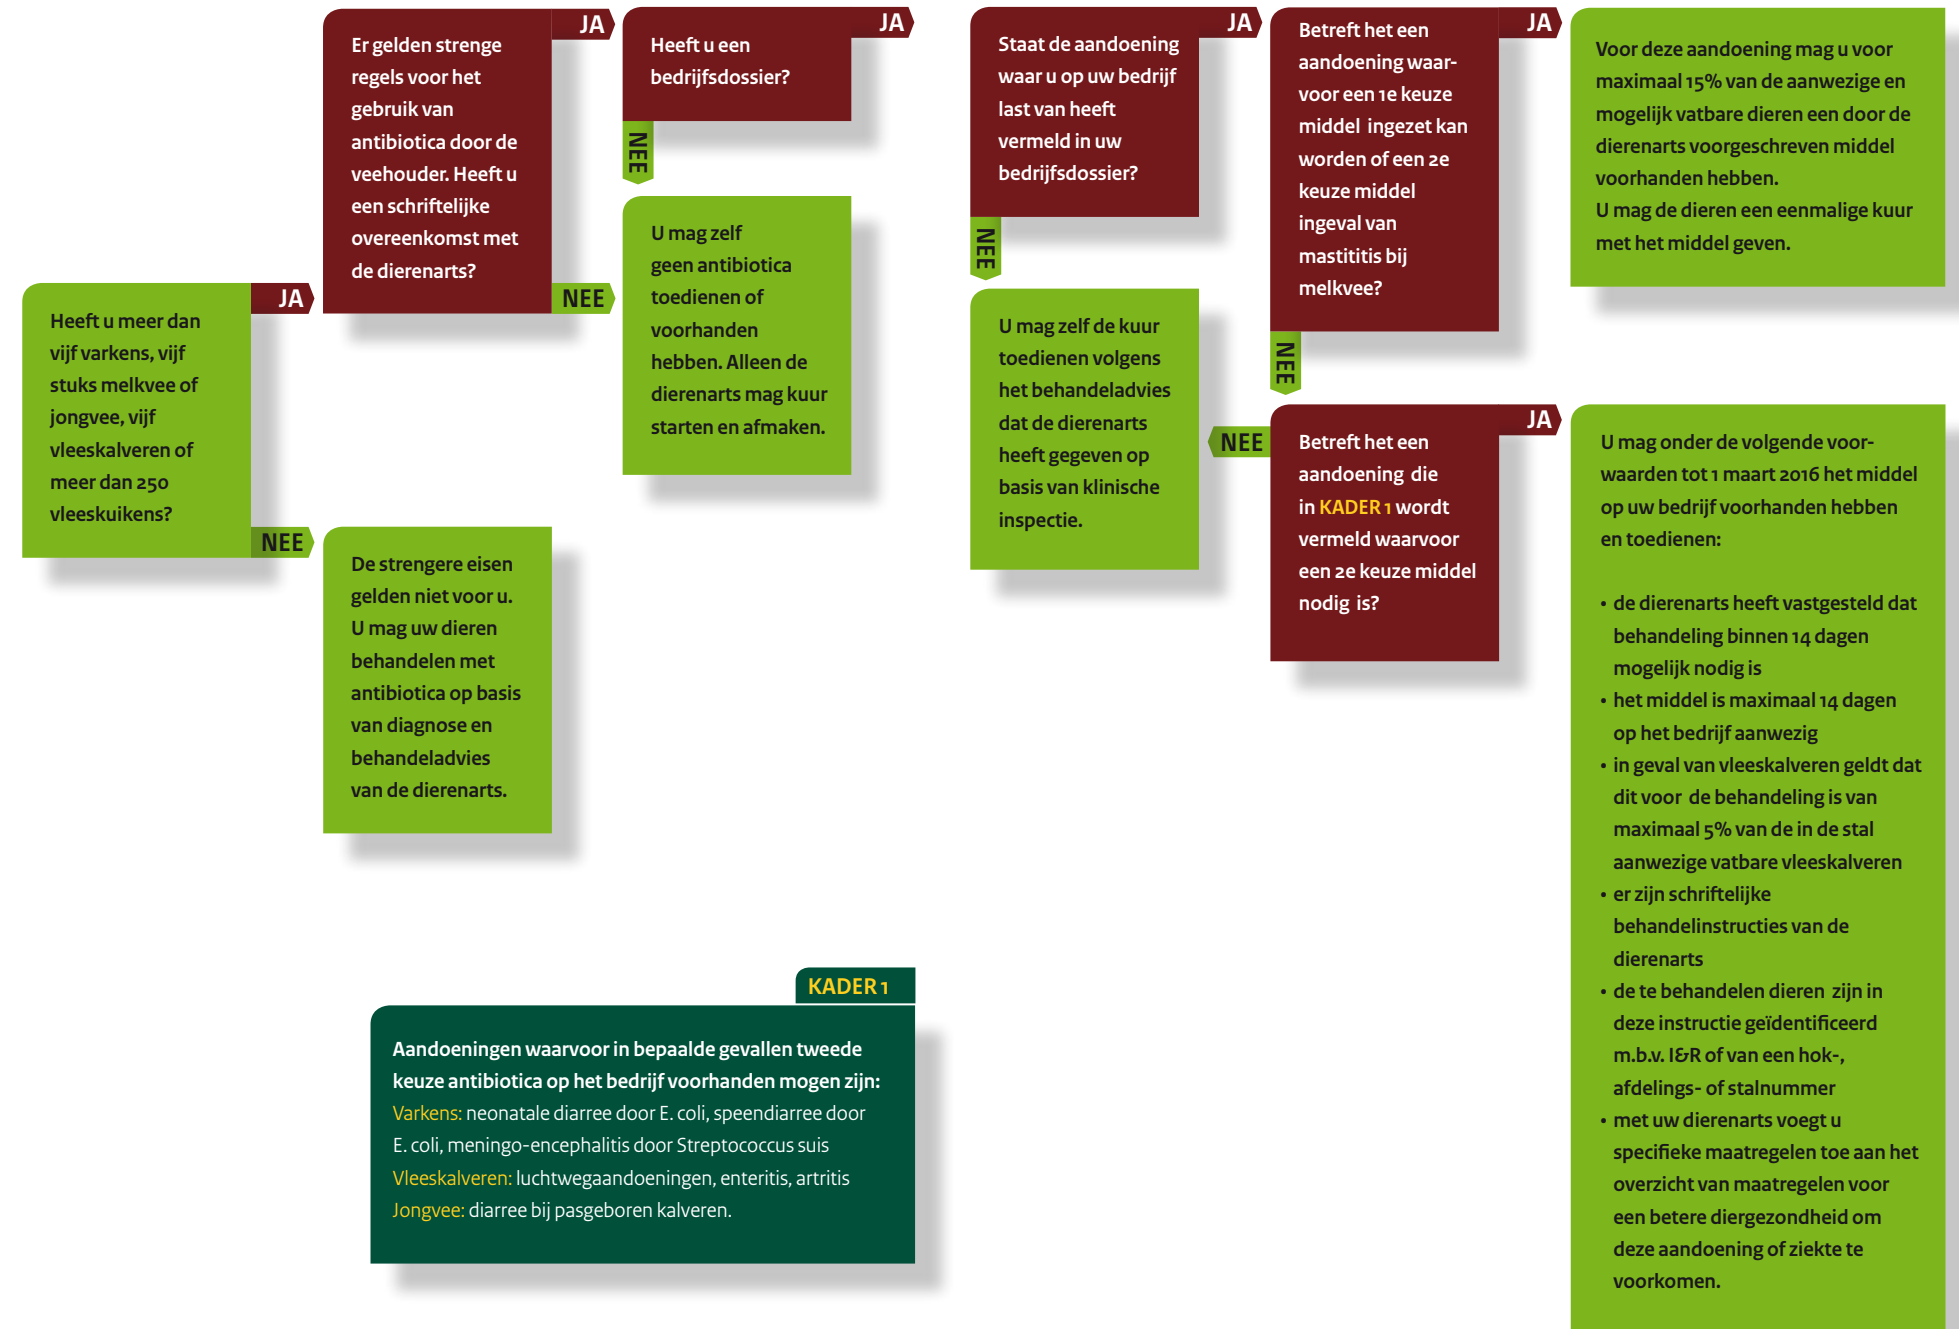 Heeft u meer dan
vijf varkens, vijf
stuks melkvee of
jongvee, vijf
vleeskalveren of
meer dan 250
vleeskuikens?
JA
NEE
Er gelden strenge
regels voor het
gebruik van
antibiotica door de
veehouder. Heeft u
een schriftelijke
overeenkomst met
de dierenarts?
JA
NEE
De strengere eisen
gelden niet voor u.
U mag uw dieren
behandelen met
antibiotica op basis
van diagnose en
behandeladvies
van de dierenarts.
Heeft u een
bedrijfsdossier?
JA
NEE
U mag zelf
geen antibiotica
toedienen of
voorhanden
hebben. Alleen de
dierenarts mag kuur
starten en afmaken.
Staat de aandoening
waar u op uw bedrijf
last van heeft
vermeld in uw
bedrijfsdossier?
JA
NEE
U mag zelf de kuur
toedienen volgens
het behandeladvies
dat de dierenarts
heeft gegeven op
basis van klinische
inspectie.
Betreft het een
aandoening waar-
voor een 1e keuze
middel ingezet kan
worden of een 2e
keuze middel
ingeval van
mastititis bij
melkvee?
JA
NEE
Betreft het een
aandoening die
in KADER 1 wordt
vermeld waarvoor
een 2e keuze middel
nodig is?
NEE
JA
Voor deze aandoening mag u voor
maximaal 15% van de aanwezige en
mogelijk vatbare dieren een door de
dierenarts voorgeschreven middel
voorhanden hebben.
U mag de dieren een eenmalige kuur
met het middel geven.
U mag onder de volgende voor-
waarden tot 1 maart 2016 het middel
op uw bedrijf voorhanden hebben
en toedienen:
• de dierenarts heeft vastgesteld dat
behandeling binnen 14 dagen
mogelijk nodig is
• het middel is maximaal 14 dagen
op het bedrijf aanwezig
• in geval van vleeskalveren geldt dat
dit voor de behandeling is van
maximaal 5% van de in de stal
aanwezige vatbare vleeskalveren
• er zijn schriftelijke
behandelinstructies van de
dierenarts
• de te behandelen dieren zijn in
deze instructie geïdentificeerd
m.b.v. I&R of van een hok-,
afdelings- of stalnummer
• met uw dierenarts voegt u
specifieke maatregelen toe aan het
overzicht van maatregelen voor
een betere diergezondheid om
deze aandoening of ziekte te
voorkomen.
KADER 1
Aandoeningen waarvoor in bepaalde gevallen tweede
keuze antibiotica op het bedrijf voorhanden mogen zijn:
Varkens: neonatale diarree door E. coli, speendiarree door
E. coli, meningo-encephalitis door Streptococcus suis
Vleeskalveren: luchtwegaandoeningen, enteritis, artritis
Jongvee: diarree bij pasgeboren kalveren.